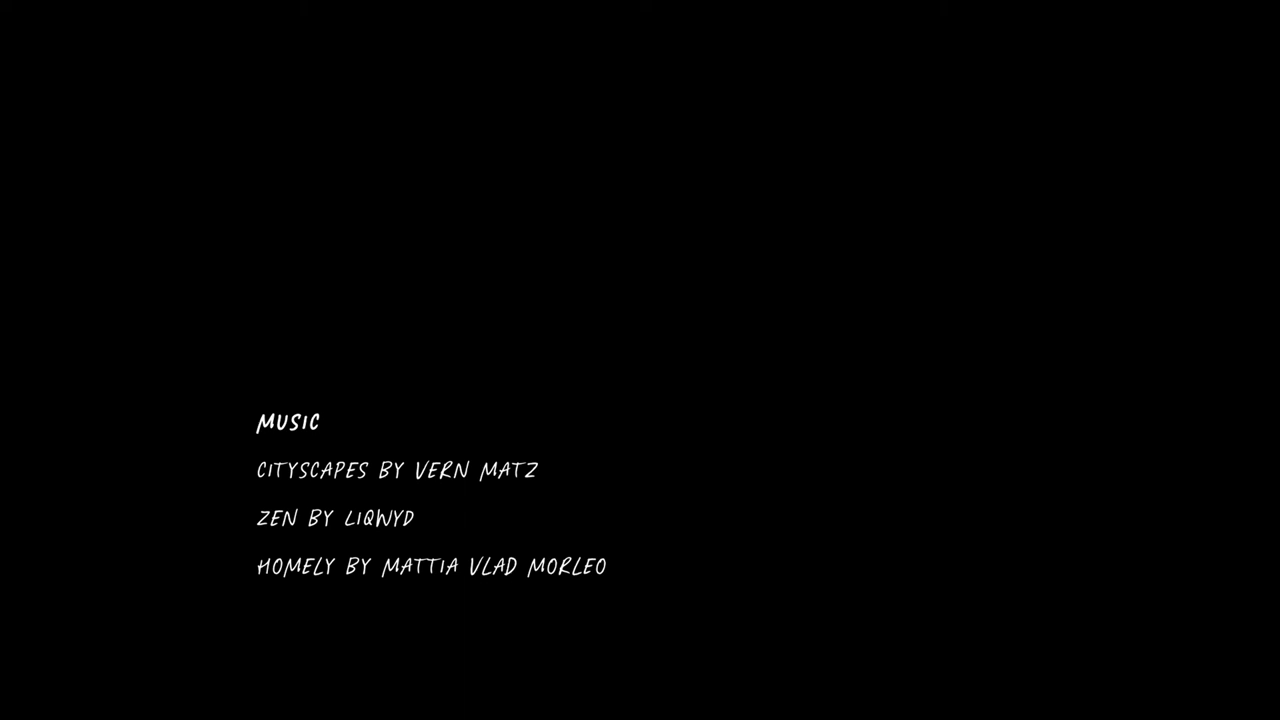 MUSIC
CITYSCAPES BY VERN MATZ
ZEN BY LIQWYD
HOMELY BY MATTIA VLAD MORLEO